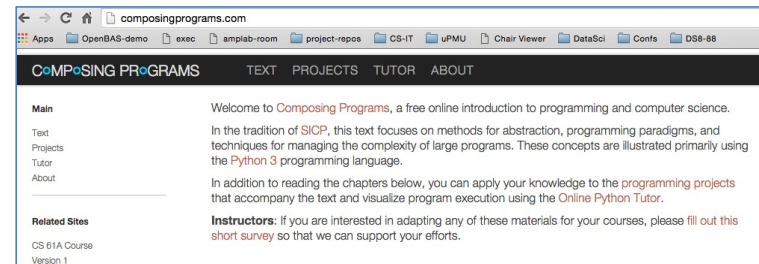 composingprograms.com
Apps OpenBAS-demo exec amplab-room project-repos CS-IT uPMU Chair Viewer DataSci Confs DS8-88
COMPOSING PROGRAMS TEXT PROJECTS TUTOR ABOUT
Main
Text
Projects
Tutor
About
Related Sites
CS 61A Course
Version 1
Welcome to Composing Programs, a free online introduction to programming and computer science.
In the tradition of SICP, this text focuses on methods for abstraction, programming paradigms, and
techniques for managing the complexity of large programs. These concepts are illustrated primarily using
the Python 3 programming language.
In addition to reading the chapters below, you can apply your knowledge to the programming projects
that accompany the text and visualize program execution using the Online Python Tutor.
Instructors: If you are interested in adapting any of these materials for your courses, please fill out this
short survey so that we can support your efforts.